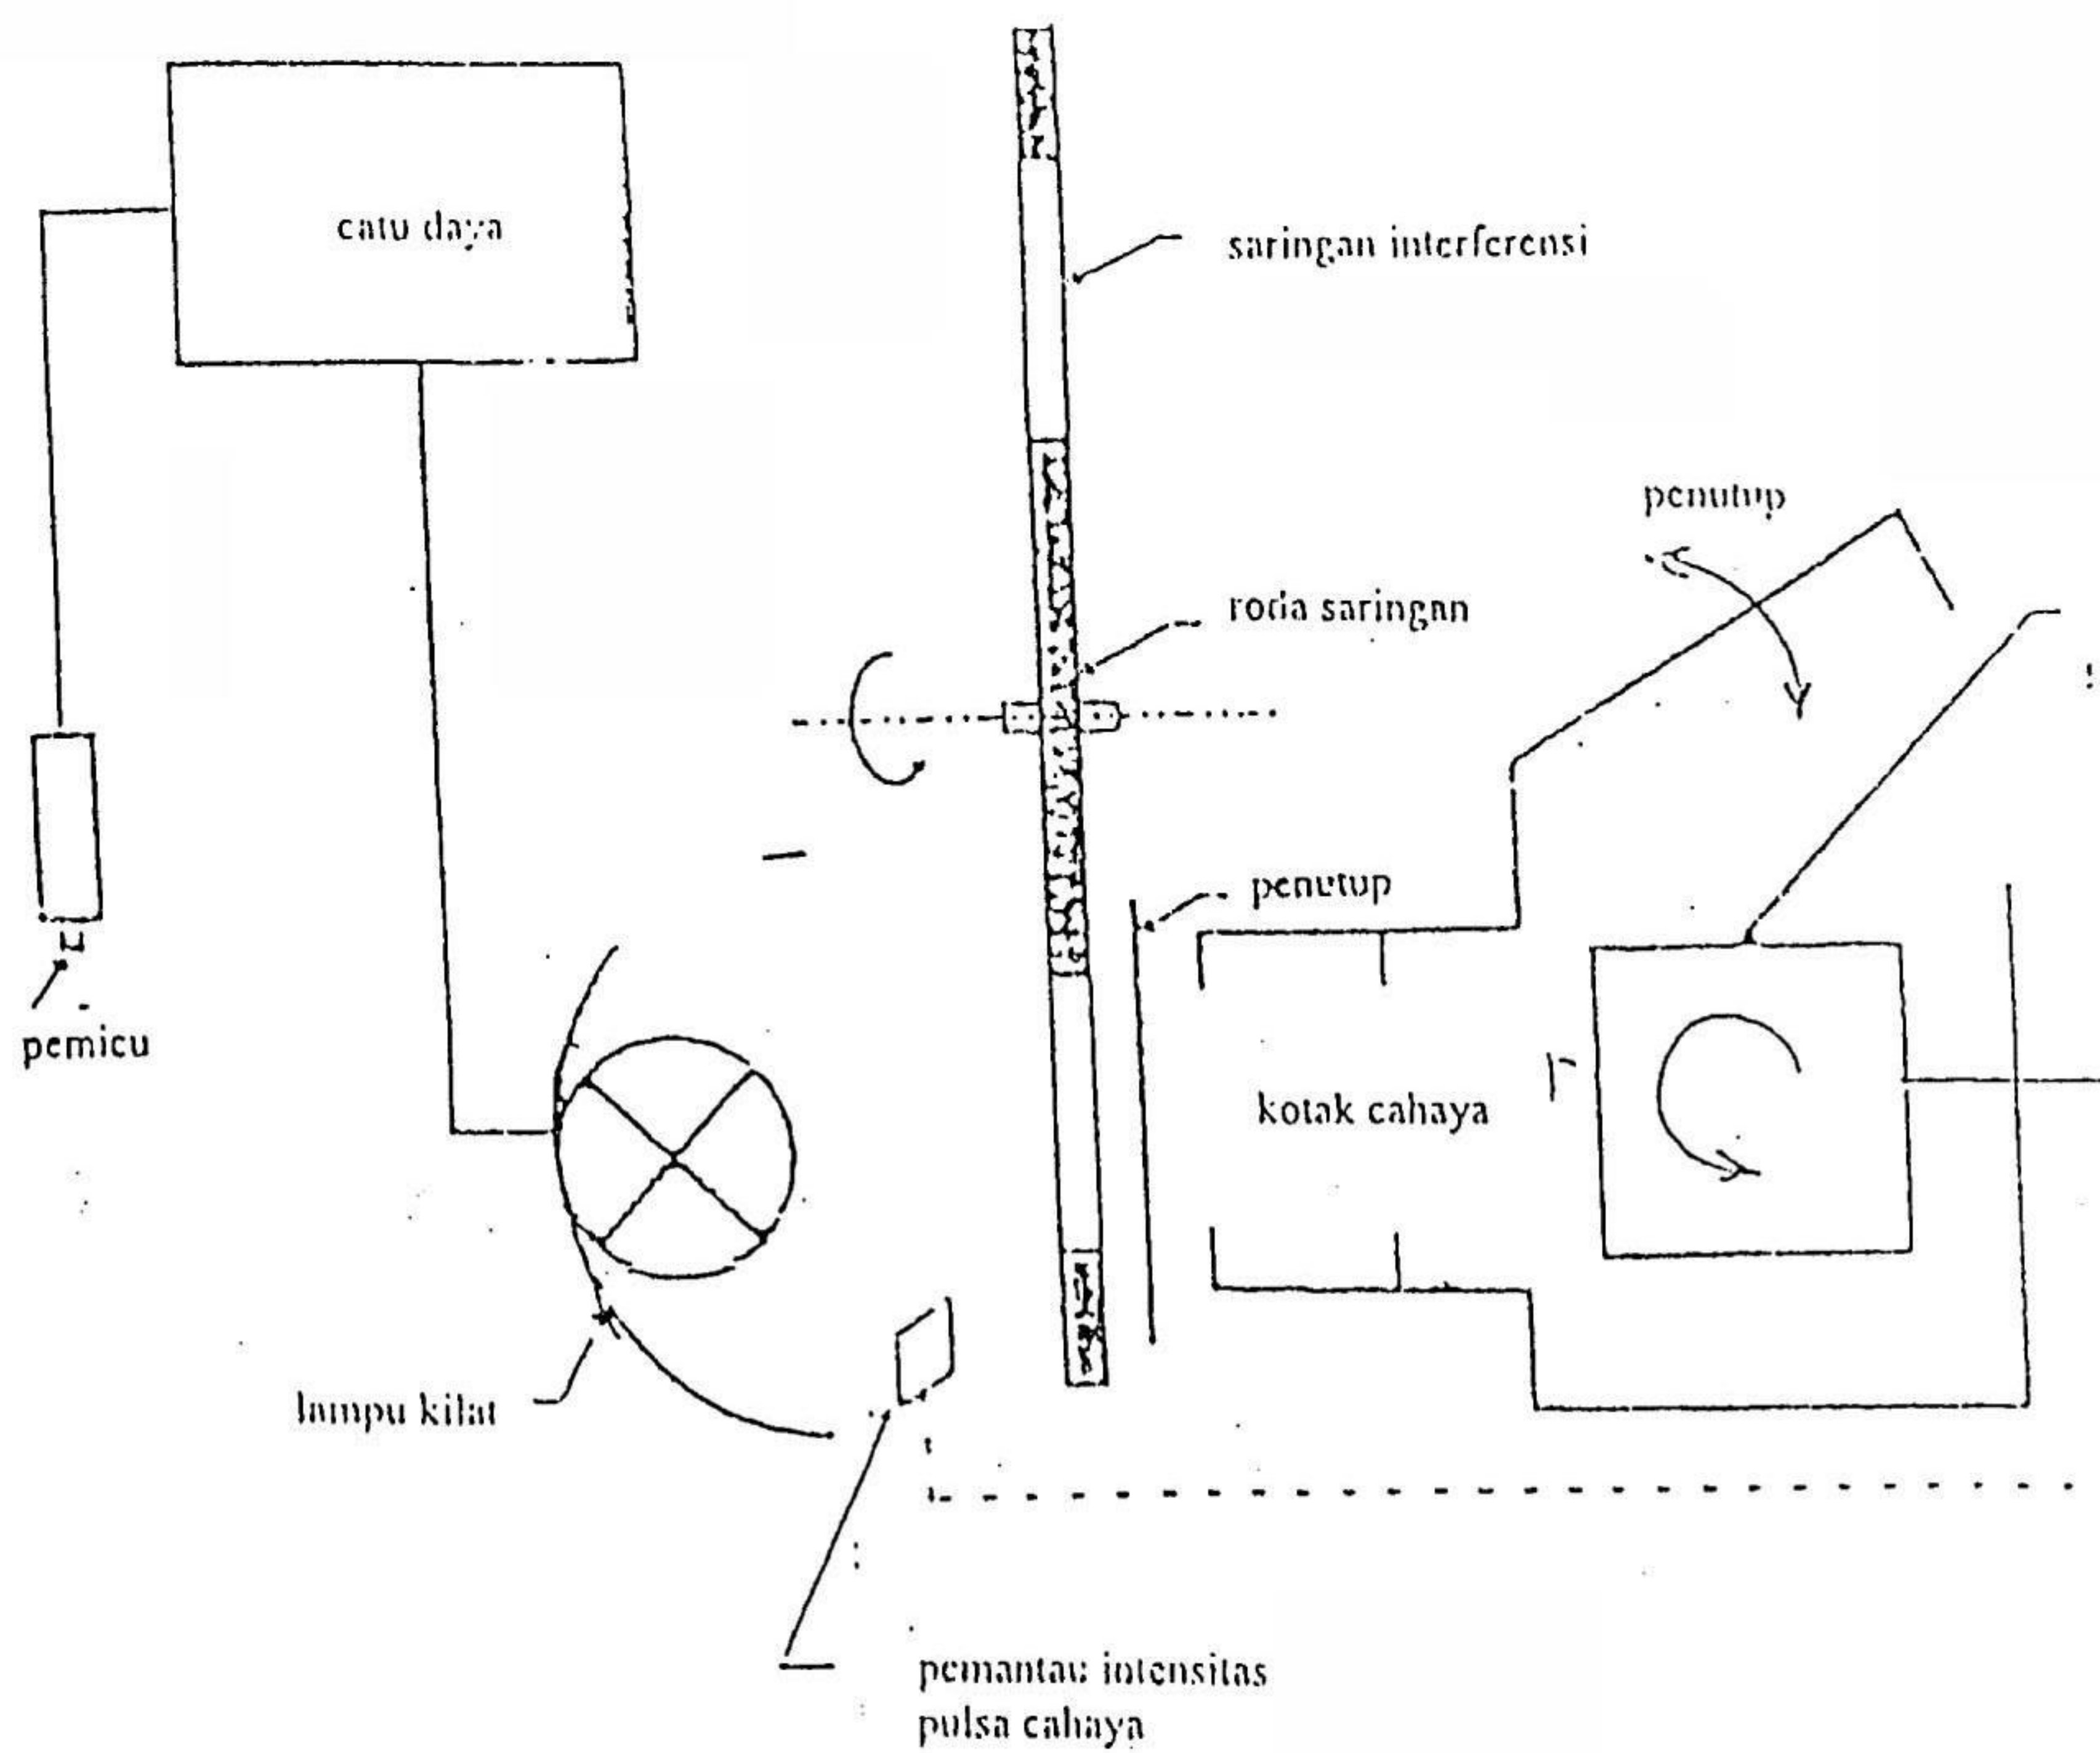 catu daya
saringan interferensi
penutup
roda saringan
penutup
pemicu
kotak cahaya
lampu kilat
pemantau intensitas
pulsa cahaya